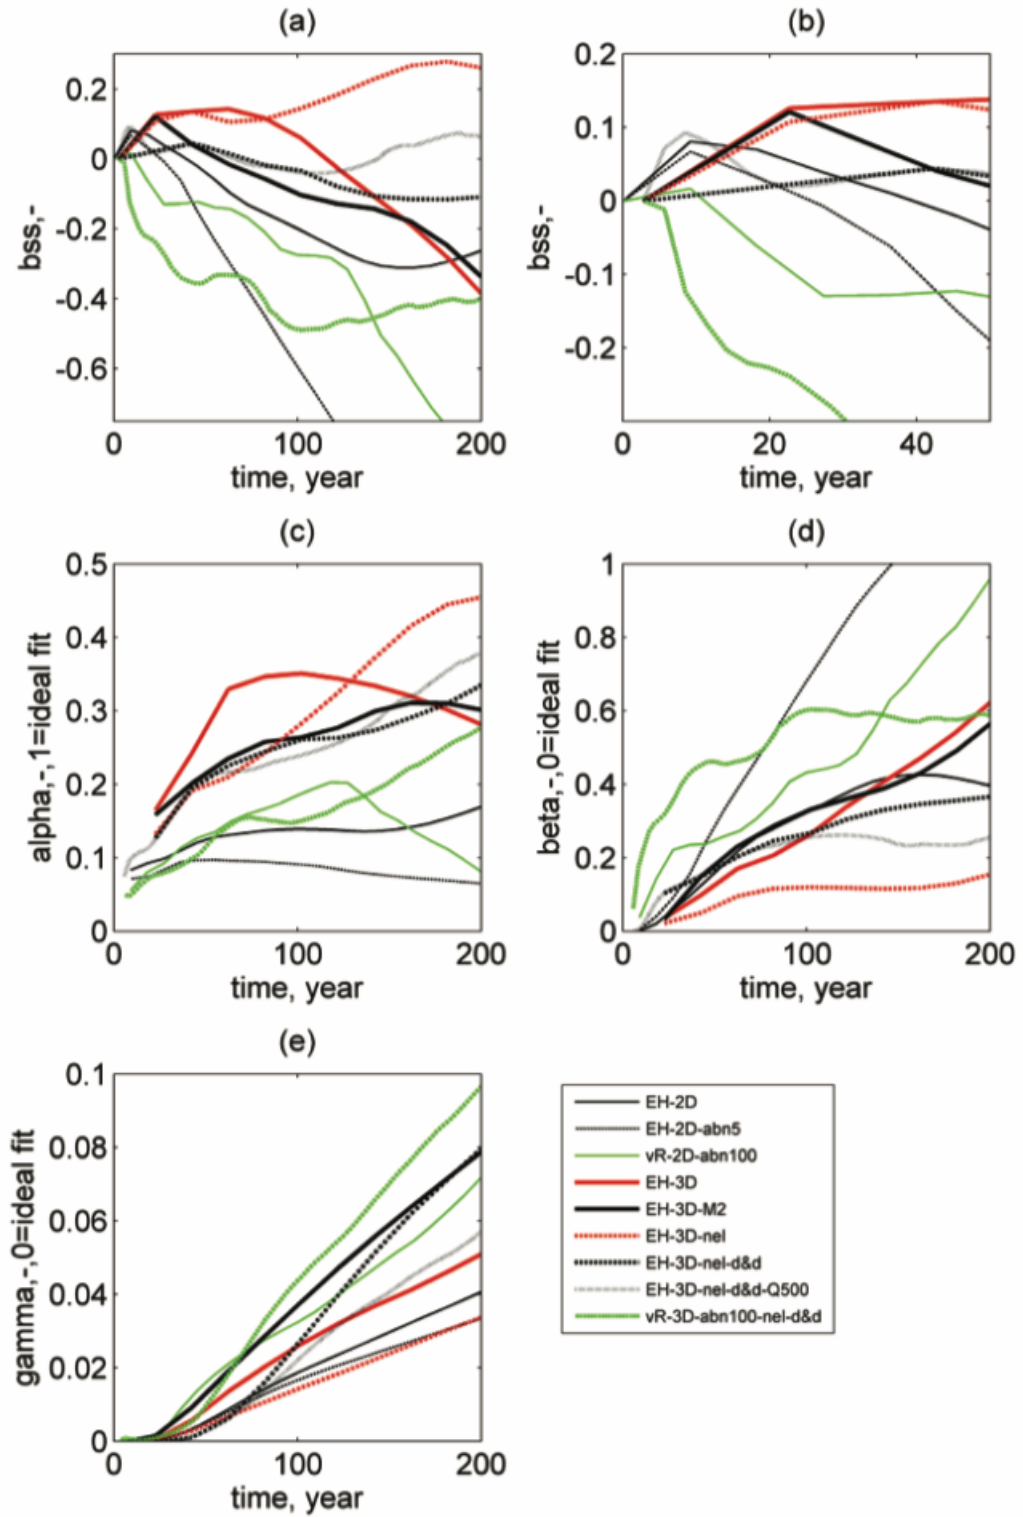 (a)
0.2
0
-0.2
-0.4
-0.6
bss,-
0 100 200
time, year
(b)
0.2
0.1
0
-0.1
-0.2
bss,-
0 20 40
time, year
(c)
0.5
0.4
0.3
0.2
0.1
0
alpha,-,1=ideal fit
0 100 200
time, year
(d)
1
0.8
0.6
0.4
0.2
0
beta,-,0=ideal fit
0 100 200
time, year
(e)
0.1
0.08
0.06
0.04
0.02
0
gamma,-,0=ideal fit
0 100 200
time, year
EH-2D
EH-2D-abn5
vR-2D-abn100
EH-3D
EH-3D-M2
EH-3D-nel
EH-3D-nel-d&d
EH-3D-nel-d&d-Q500
vR-3D-abn100-nel-d&d